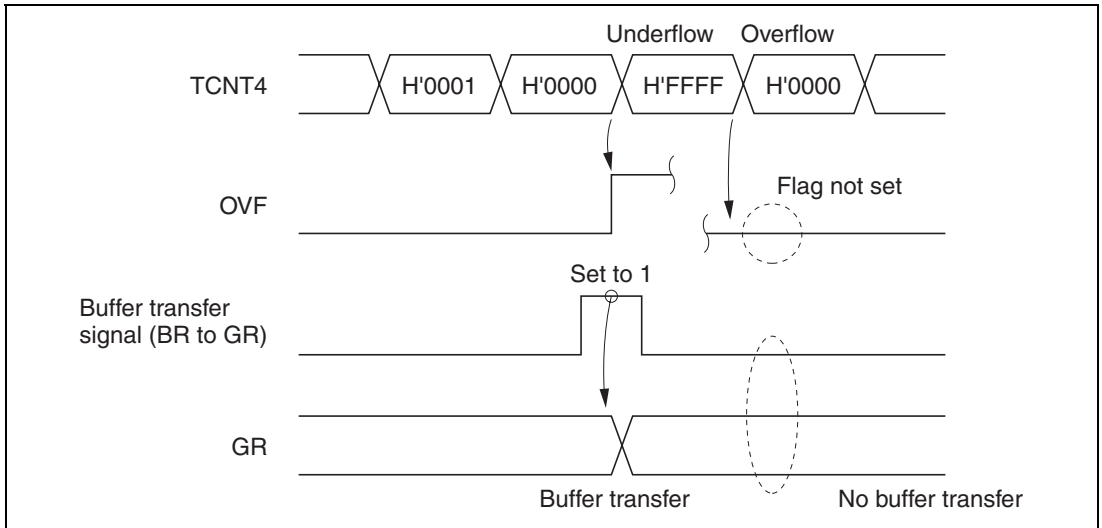 Underflow Overflow
TCNT4 H'0001 H'0000 H'FFFF H'0000
OVF
Flag not set
Set to 1
Buffer transfer
signal (BR to GR)
GR
Buffer transfer No buffer transfer